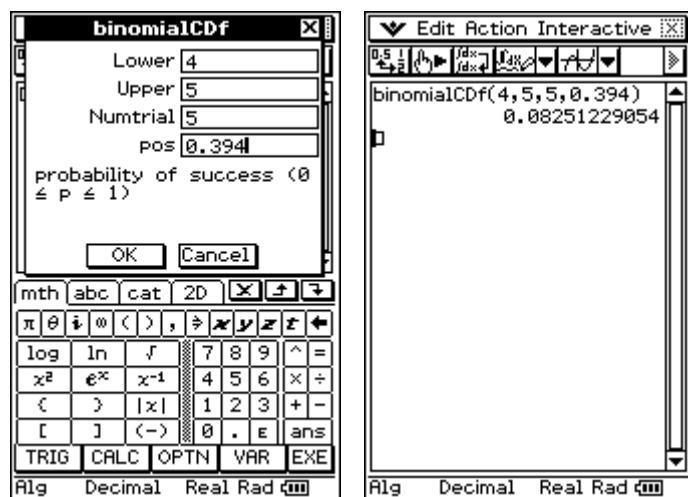 binomialCDf
Lower 4
Upper 5
Numtrial 5
pos 0.394
probability of success (0
≤ p ≤ 1)
OK Cancel
mth abc cat 2D
π θ i ∞ ( ) , ⇒ x y z t
log ln √ 7 8 9 ^ =
x² eˣ x⁻¹ 4 5 6 × ÷
( ) |x| 1 2 3 + −
[ ] (−) 0 . E ans
TRIG CALC OPTN VAR EXE
Alg Decimal Real Rad
Edit Action Interactive
binomialCDf(4,5,5,0.394)
0.08251229054
Alg Decimal Real Rad